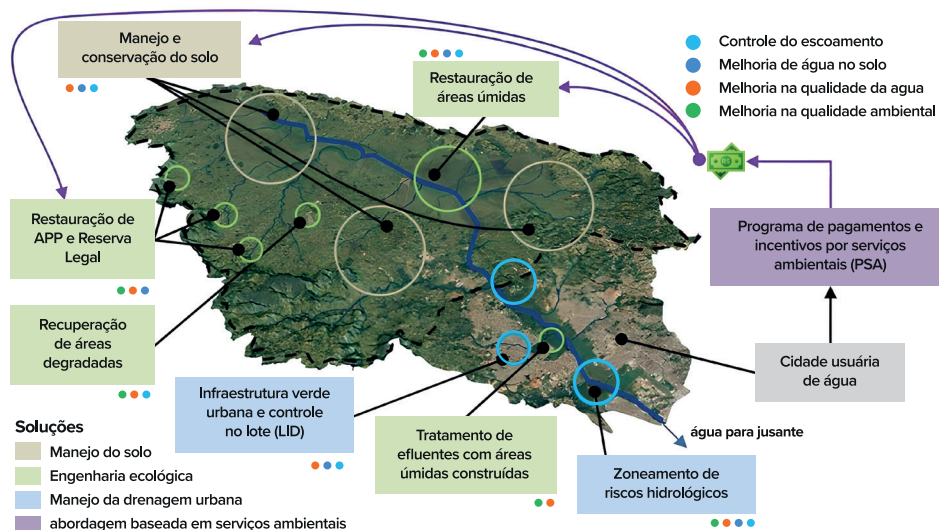 Manejo e
conservação do solo
Restauração de
áreas úmidas
Controle do escoamento
Melhoria de água no solo
Melhoria na qualidade da agua
Melhoria na qualidade ambiental
Restauração de
APP e Reserva
Legal
Programa de pagamentos e
incentivos por serviços
ambientais (PSA)
Recuperação
de áreas
degradadas
Cidade usuária
de água
Infraestrutura verde
urbana e controle
no lote (LID)
Tratamento de
efluentes com áreas
úmidas construídas
água para jusante
Zoneamento de
riscos hidrológicos
Soluções
Manejo do solo
Engenharia ecológica
Manejo da drenagem urbana
abordagem baseada em serviços ambientais